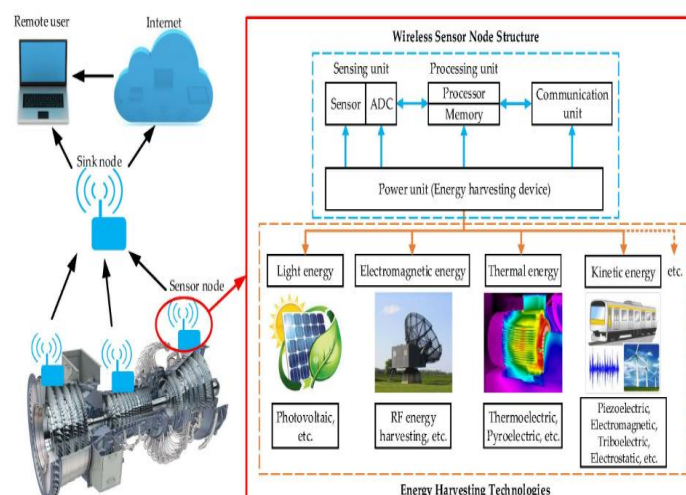 Remote user
Internet
Sink node
Sensor node
Wireless Sensor Node Structure
Sensing unit
Processing unit
Sensor
ADC
Processor
Memory
Communication
unit
Power unit (Energy harvesting device)
Light energy
Electromagnetic energy
Thermal energy
Kinetic energy
etc.
Photovoltaic,
etc.
RF energy
harvesting, etc.
Thermoelectric,
Pyroelectric, etc.
Piezoelectric,
Electromagnetic,
Triboelectric,
Electrostatic, etc.
Energy Harvesting Technologies